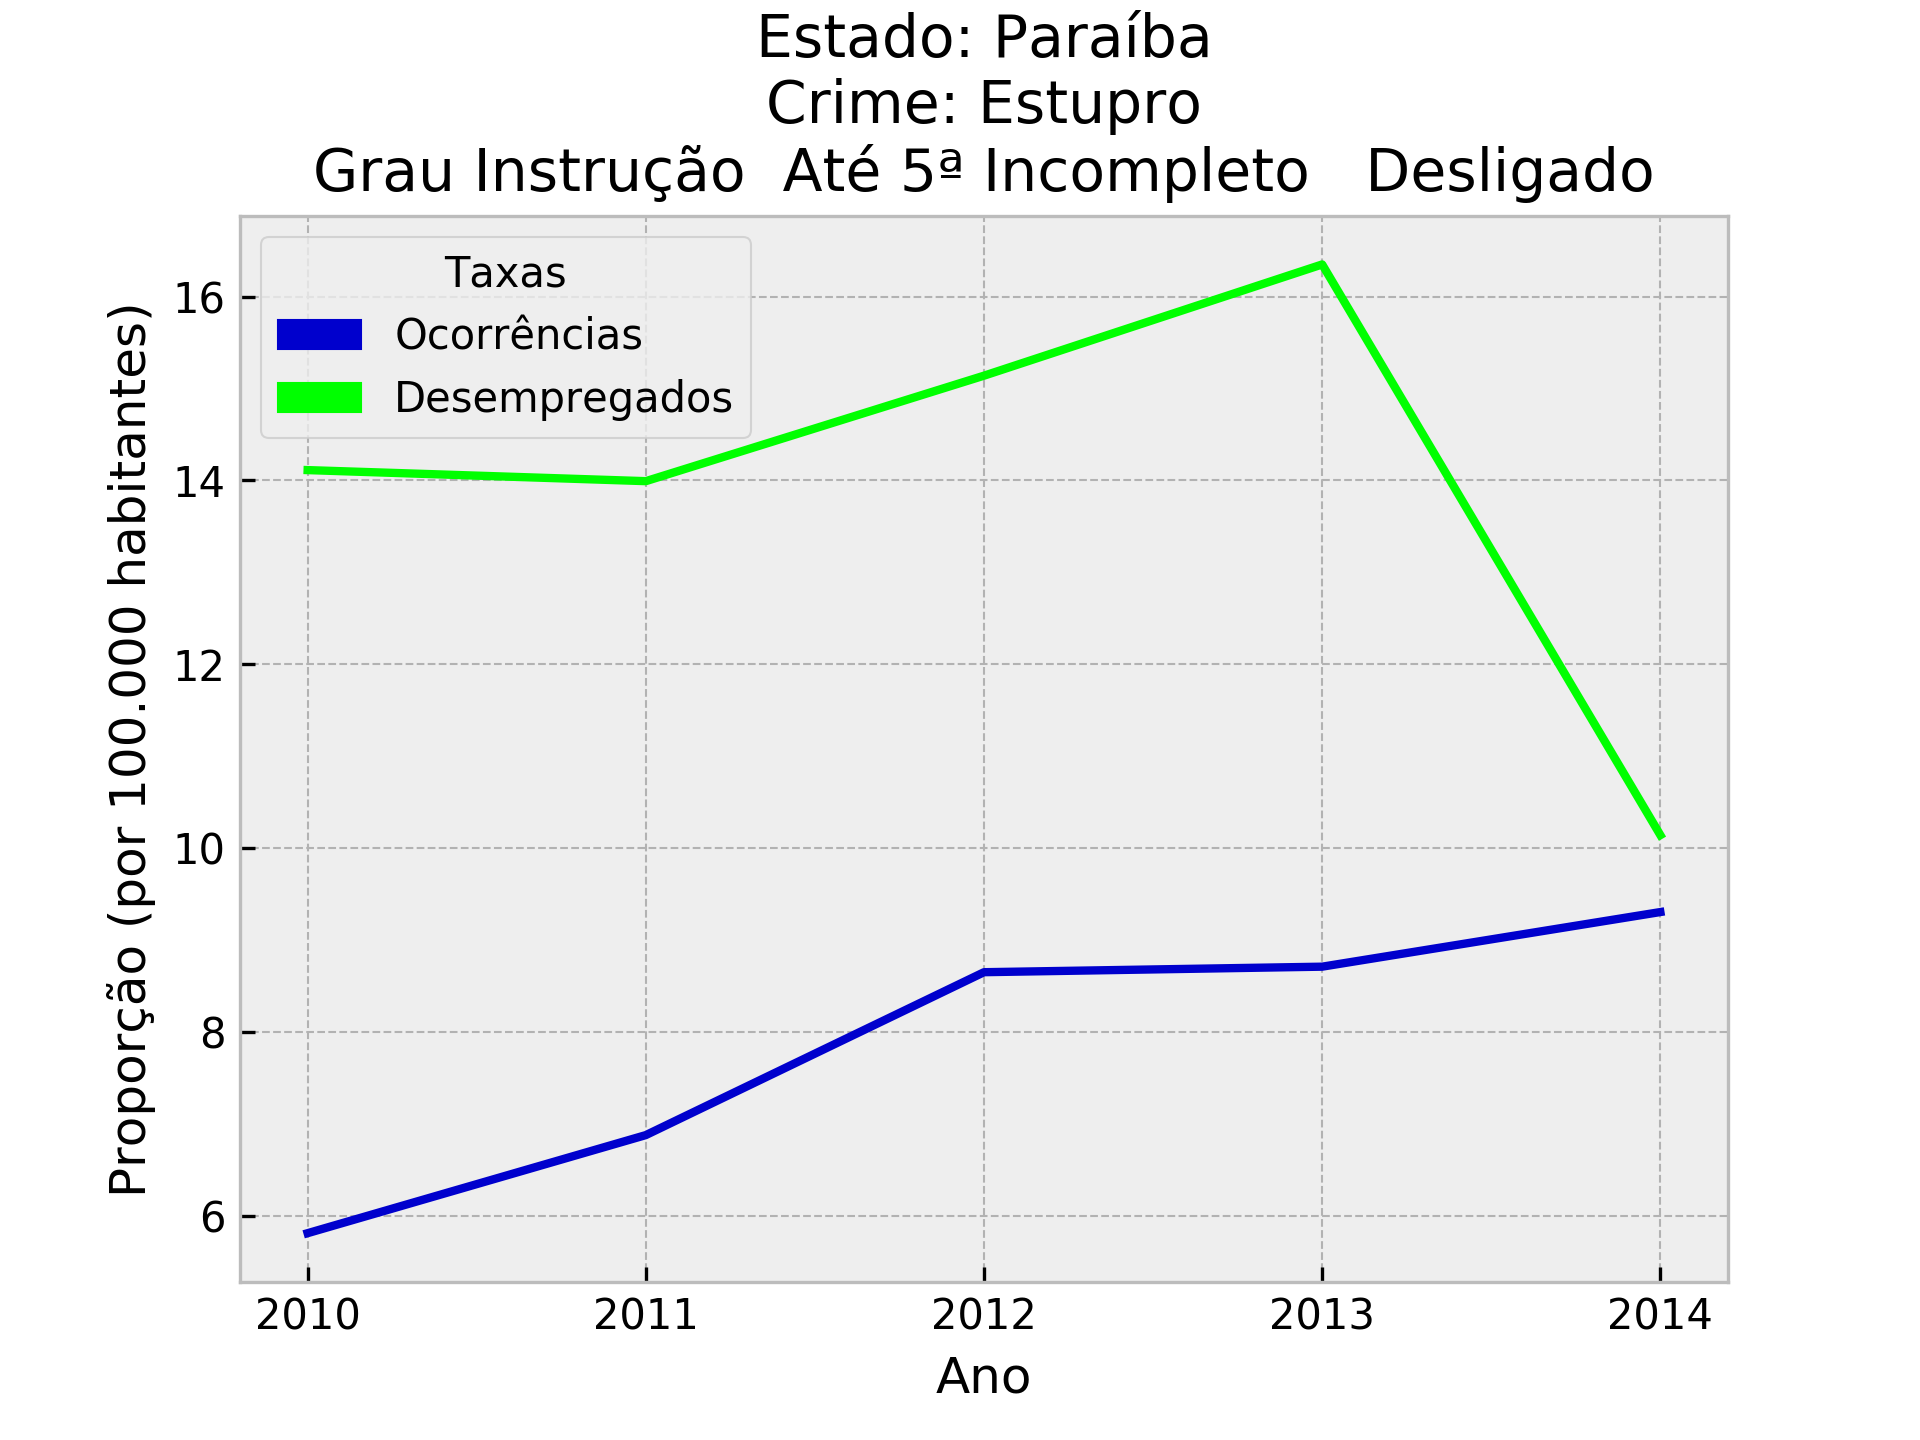 Estado: Paraíba
Crime: Estupro
Grau Instrução  Até 5ª Incompleto   Desligado
Taxas
Ocorrências
Desempregados
Proporção (por 100.000 habitantes)
16
14
12
10
8
6
2010 2011 2012 2013 2014
Ano